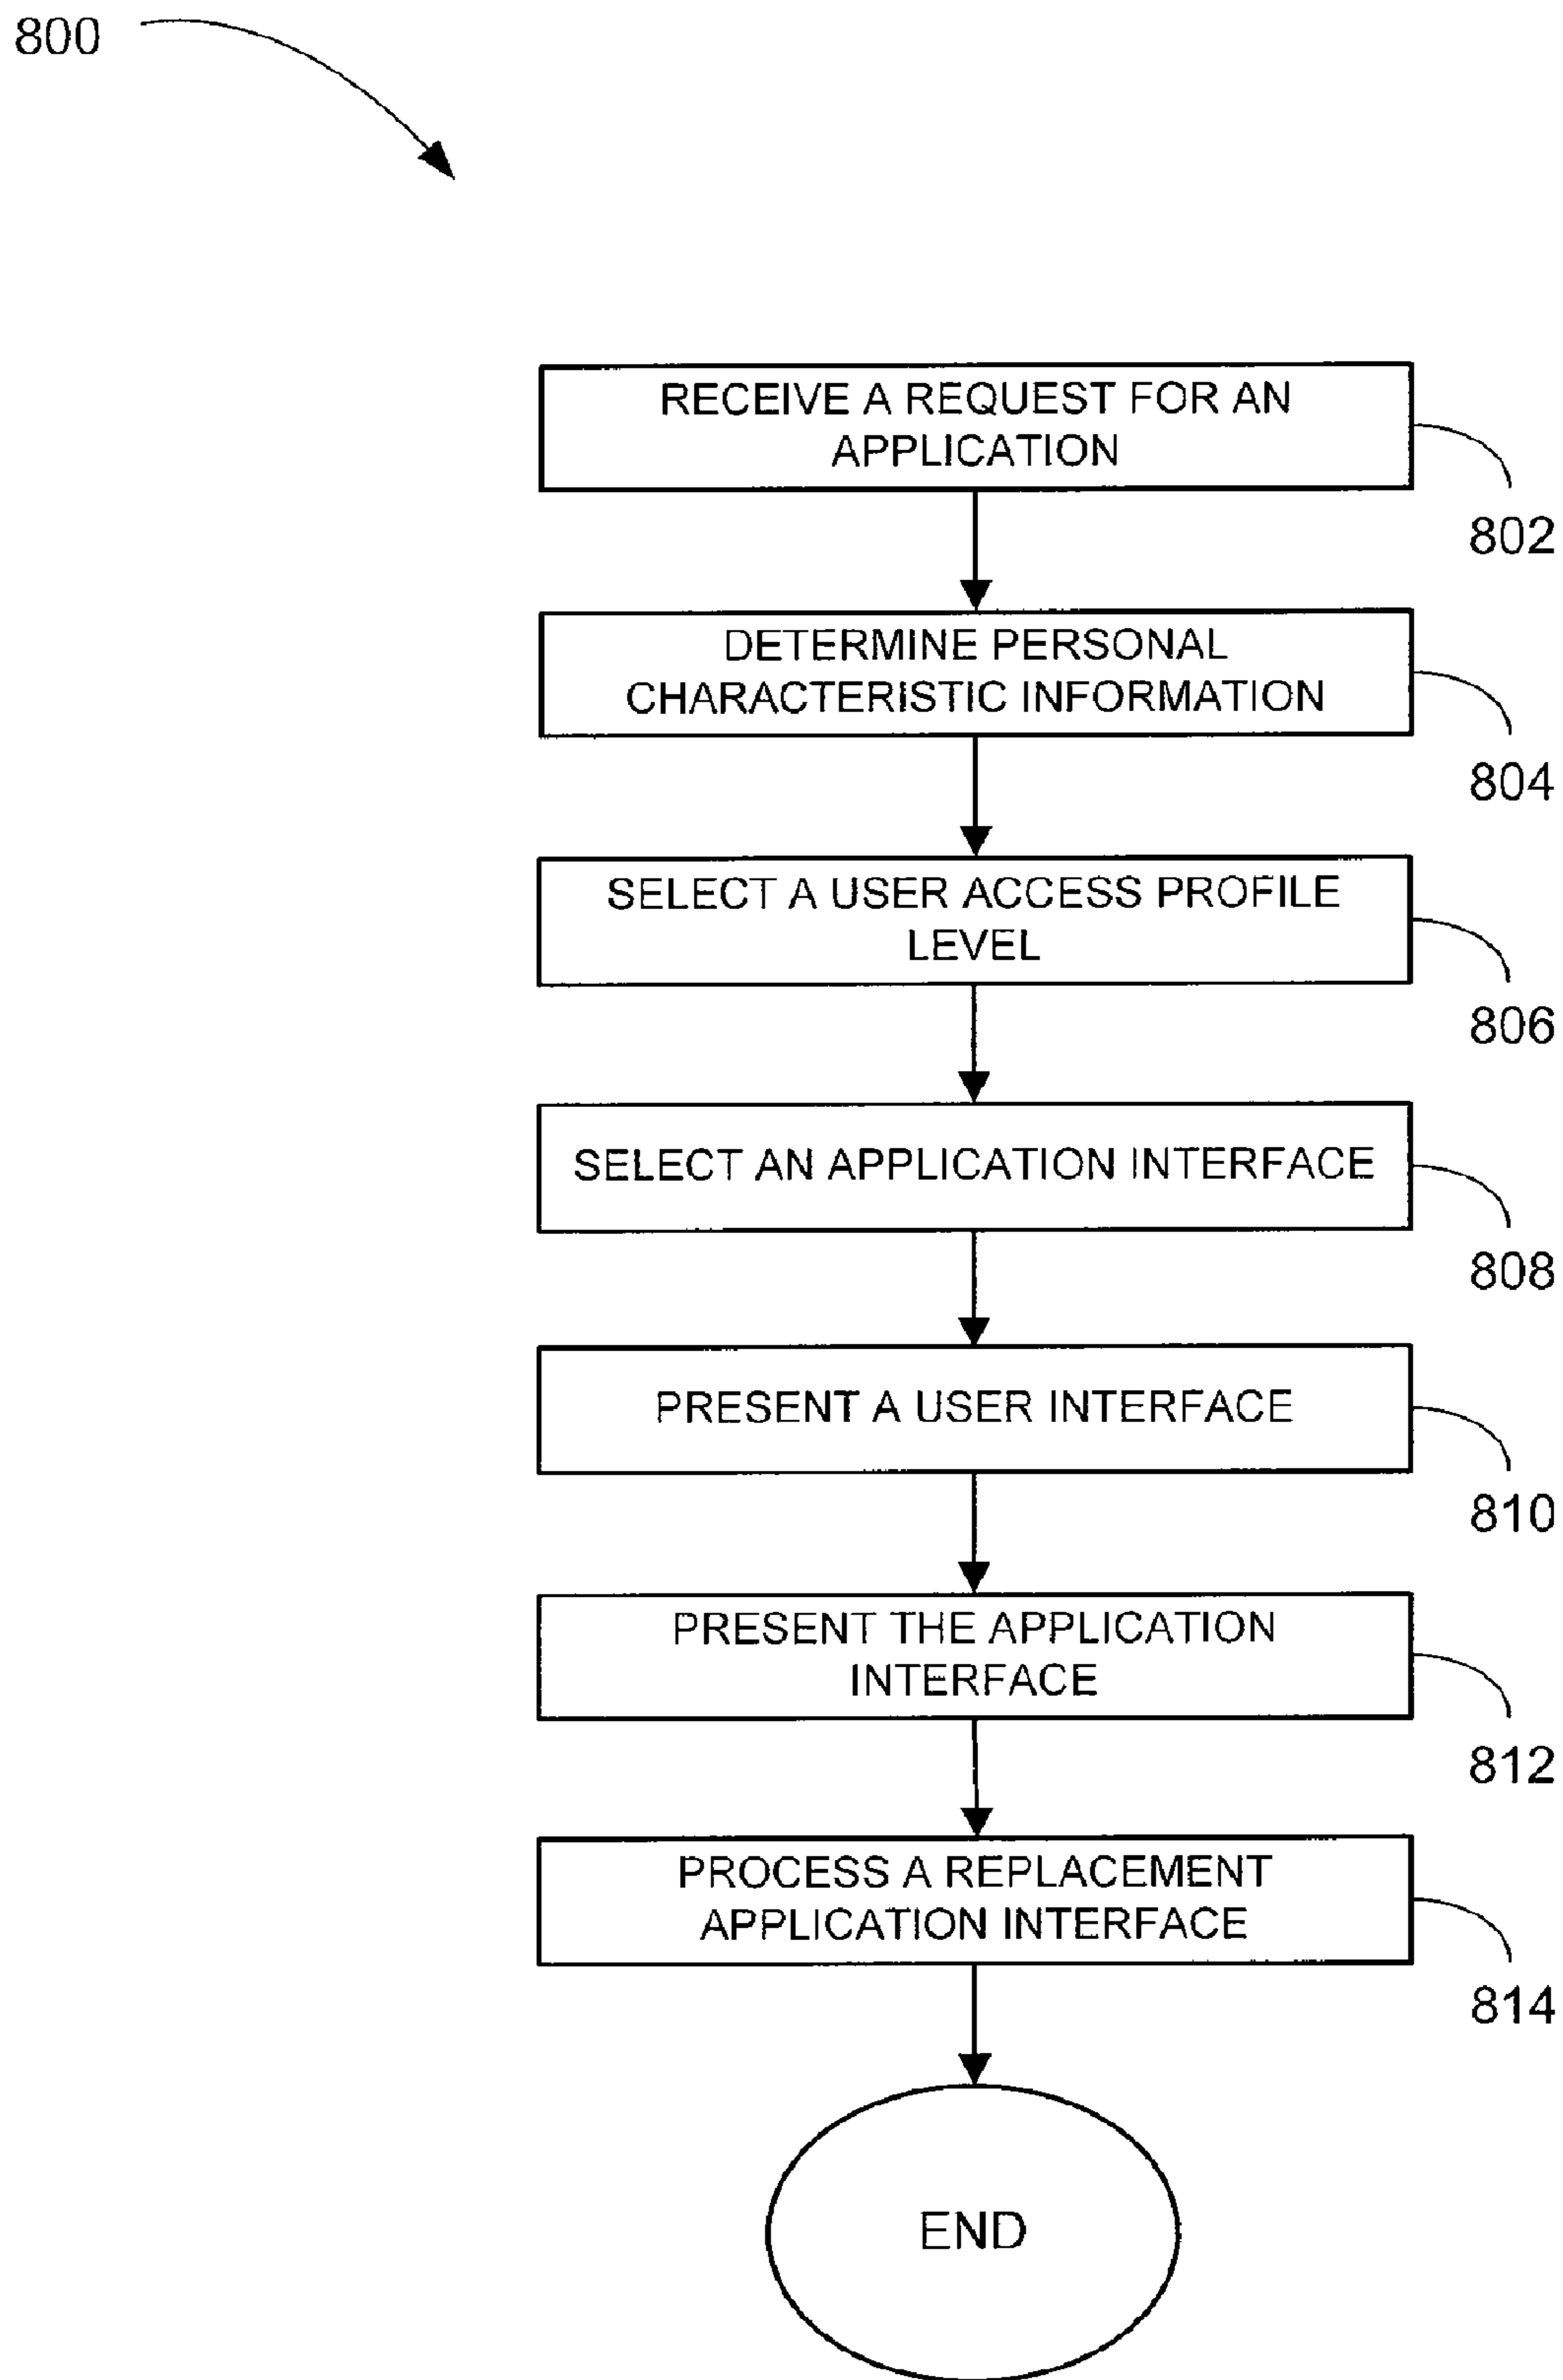 800
RECEIVE A REQUEST FOR AN
APPLICATION
802
DETERMINE PERSONAL
CHARACTERISTIC INFORMATION
804
SELECT A USER ACCESS PROFILE
LEVEL
806
SELECT AN APPLICATION INTERFACE
808
PRESENT A USER INTERFACE
810
PRESENT THE APPLICATION
INTERFACE
812
PROCESS A REPLACEMENT
APPLICATION INTERFACE
814
END